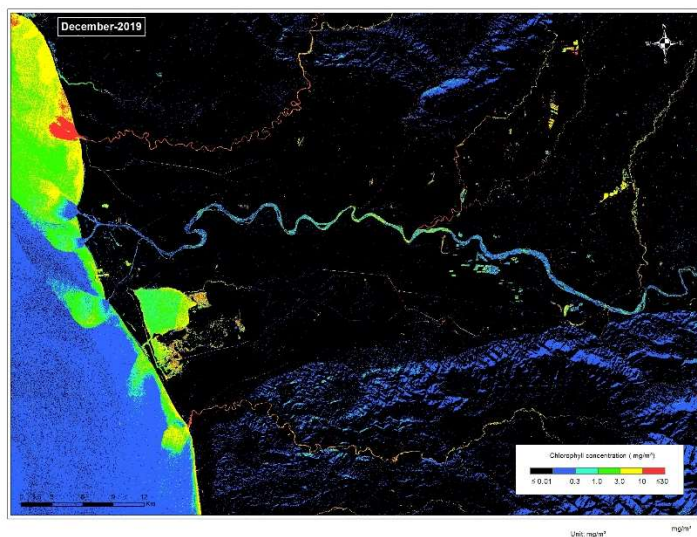 December-2019
N
Chlorophyll concentration ( mg/m³)
≤ 0.01 0.3 1.0 3.0 10 ≤30
12
Km
mg/m³
Unit: mg/m³